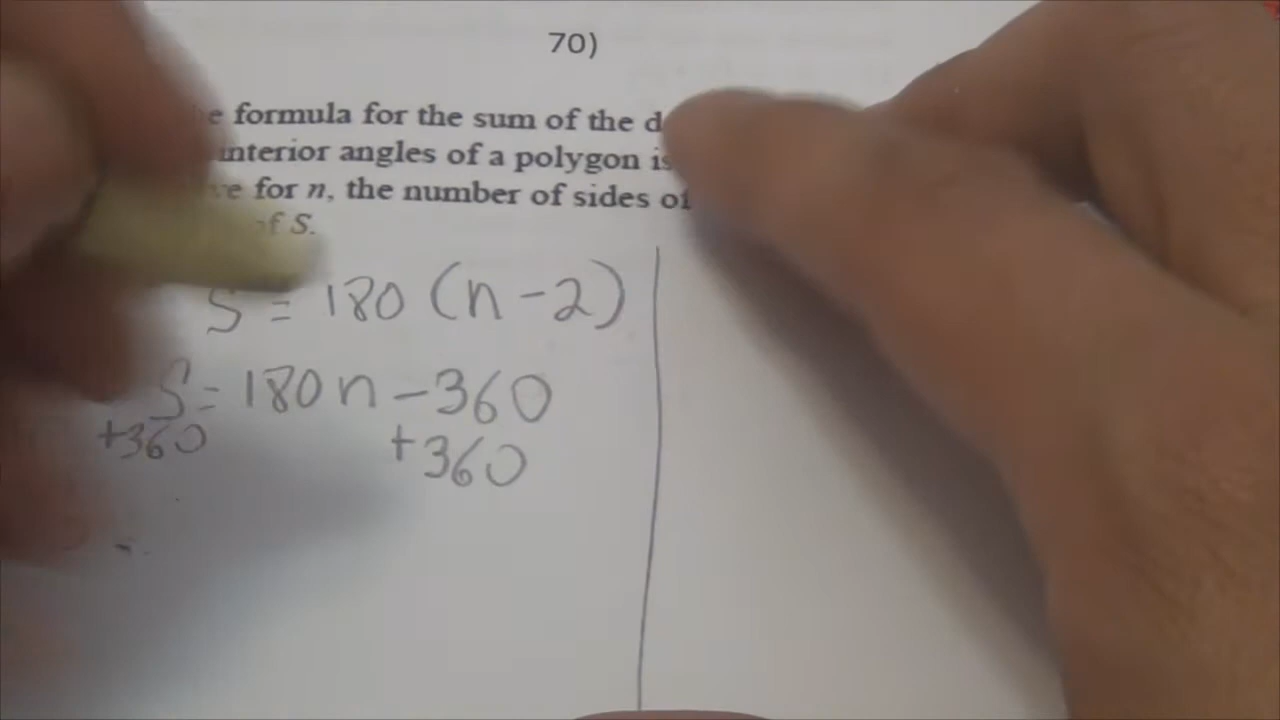 70)
formula for the sum of the
interior angles of a polygon is
for n, the number of sides of
of S.
S = 180 (n - 2)
S = 180n - 360
+360 +360